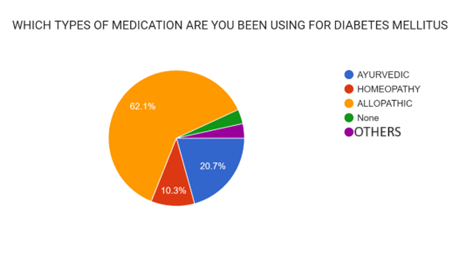 WHICH TYPES OF MEDICATION ARE YOU BEEN USING FOR DIABETES MELLITUS
AYURVEDIC
HOMEOPATHY
ALLOPATHIC
None
OTHERS
62.1%
20.7%
10.3%